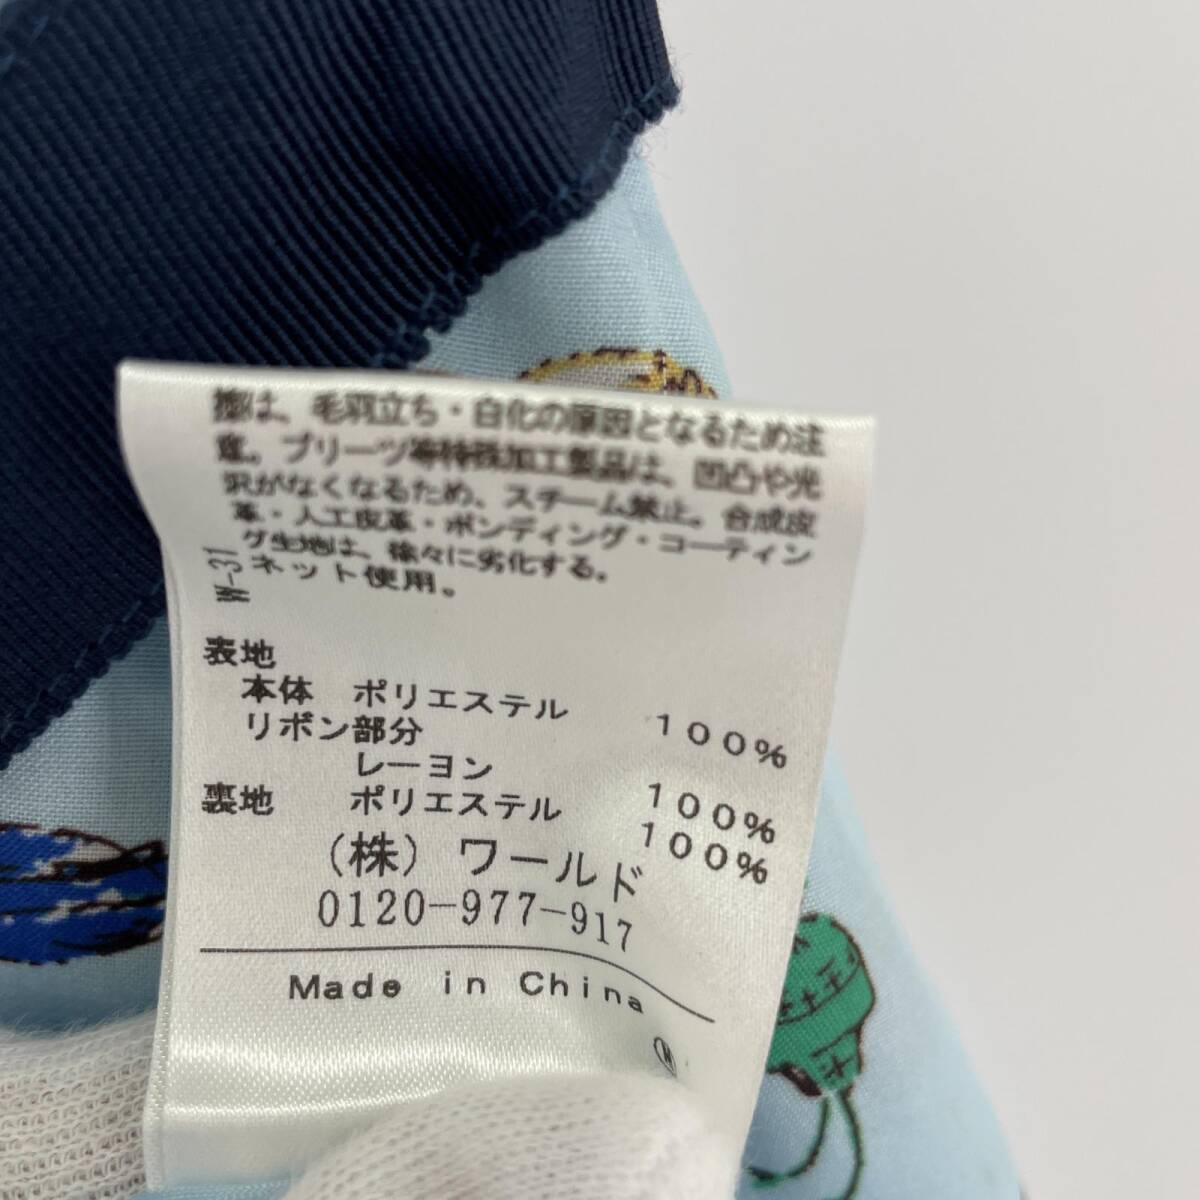 擦は、毛羽立ち・白化の原因となるため注
意。プリーツ等特殊加工製品は、凹凸や光
沢がなくなるため、スチーム禁止。合成皮
革・人工皮革・ボンディング・コーティン
グ生地は、徐々に劣化する。
ネット使用。
W-31
表地
本体 ポリエステル 100%
リボン部分
レーヨン 100%
裏地 ポリエステル 100%
(株) ワールド
0120-977-917
Made in China
N